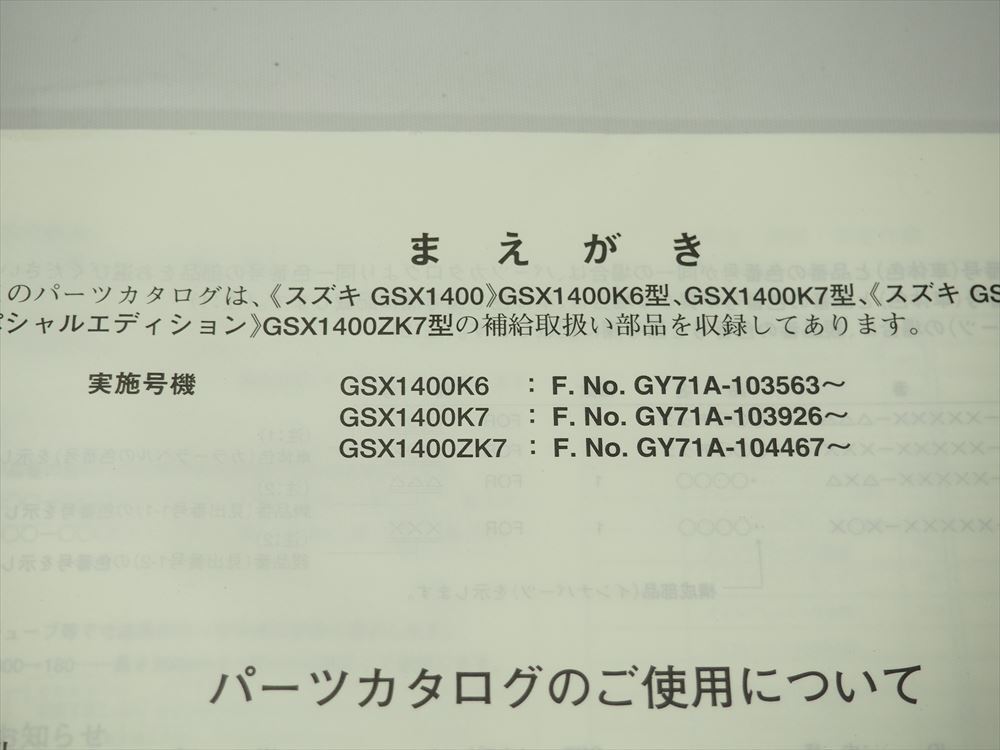 まえがき
のパーツカタログは、《スズキ GSX1400》GSX1400K6型、GSX1400K7型、《スズキ GS
シャルエディション》GSX1400ZK7型の補給取扱い部品を収録してあります。
実施号機 GSX1400K6 : F. No. GY71A-103563〜
GSX1400K7 : F. No. GY71A-103926〜
GSX1400ZK7 : F. No. GY71A-104467〜
パーツカタログのご使用について